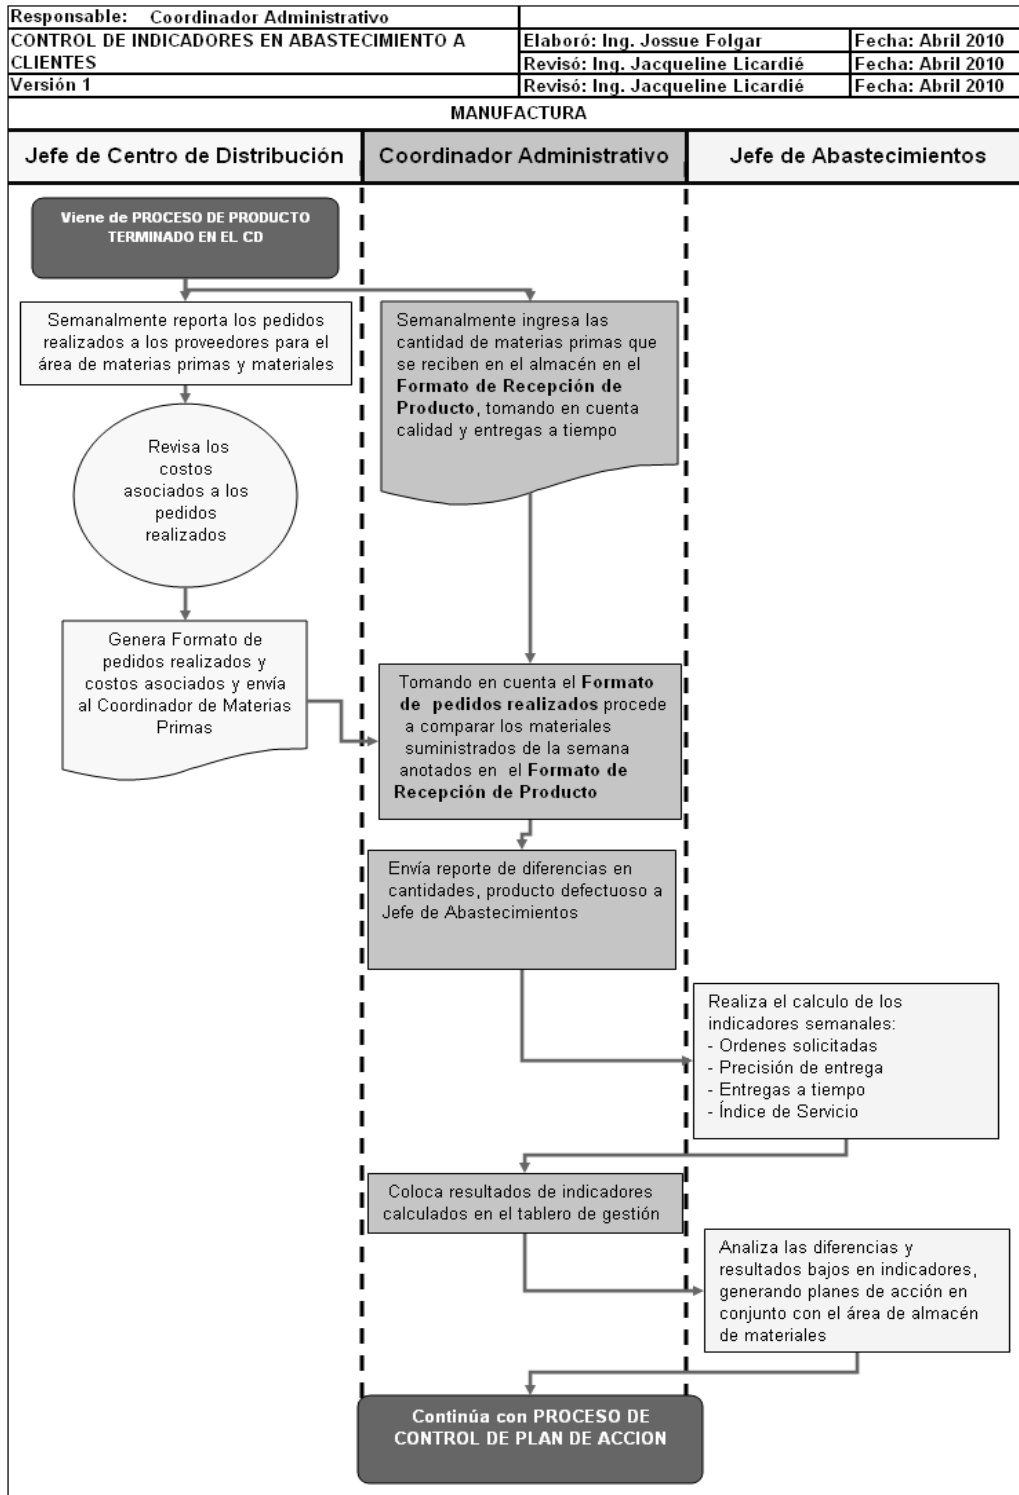 Responsable: Coordinador Administrativo
CONTROL DE INDICADORES EN ABASTECIMIENTO A
CLIENTES
Elaboró: Ing. Jossue Folgar
Fecha: Abril 2010
Revisó: Ing. Jacqueline Licardié
Fecha: Abril 2010
Versión 1
Revisó: Ing. Jacqueline Licardié
Fecha: Abril 2010
MANUFACTURA
Jefe de Centro de Distribución
Coordinador Administrativo
Jefe de Abastecimientos
Viene de PROCESO DE PRODUCTO
TERMINADO EN EL CD
Semanalmente reporta los pedidos
realizados a los proveedores para el
área de materias primas y materiales
Semanalmente ingresa las
cantidad de materias primas que
se reciben en el almacén en el
Formato de Recepción de
Producto, tomando en cuenta
calidad y entregas a tiempo
Revisa los
costos
asociados a los
pedidos
realizados
Genera Formato de
pedidos realizados y
costos asociados y envía
al Coordinador de Materias
Primas
Tomando en cuenta el Formato
de pedidos realizados procede
a comparar los materiales
suministrados de la semana
anotados en el Formato de
Recepción de Producto
Envía reporte de diferencias en
cantidades, producto defectuoso a
Jefe de Abastecimientos
Realiza el calculo de los
indicadores semanales:
- Ordenes solicitadas
- Precisión de entrega
- Entregas a tiempo
- Índice de Servicio
Coloca resultados de indicadores
calculados en el tablero de gestión
Analiza las diferencias y
resultados bajos en indicadores,
generando planes de acción en
conjunto con el área de almacén
de materiales
Continúa con PROCESO DE
CONTROL DE PLAN DE ACCION